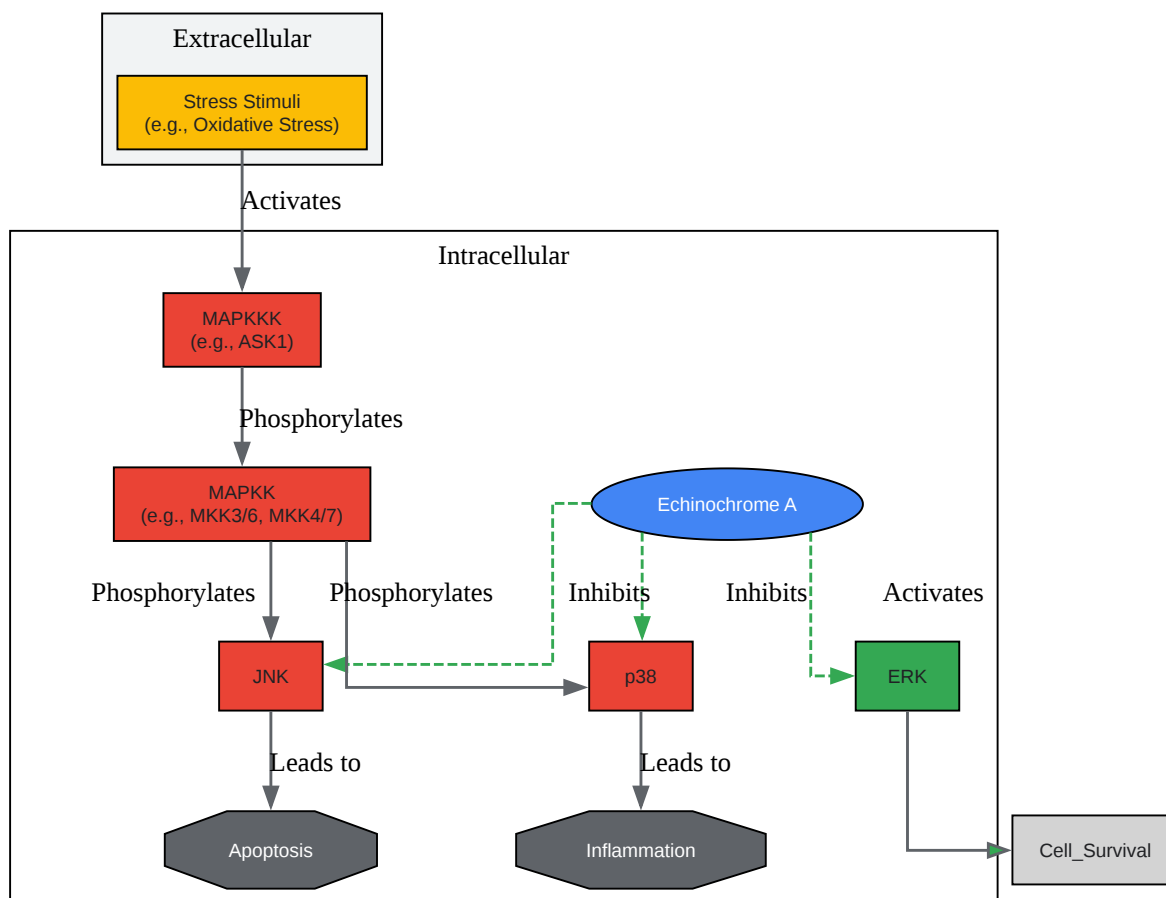 Extracellular
Stress Stimuli
(e.g., Oxidative Stress)
Activates
Intracellular
MAPKKK
(e.g., ASK1)
Phosphorylates
MAPKK
(e.g., MKK3/6, MKK4/7)
Echinochrome A
Phosphorylates
Phosphorylates
Inhibits
Inhibits
Activates
JNK
p38
ERK
Leads to
Leads to
Apoptosis
Inflammation
Cell_Survival